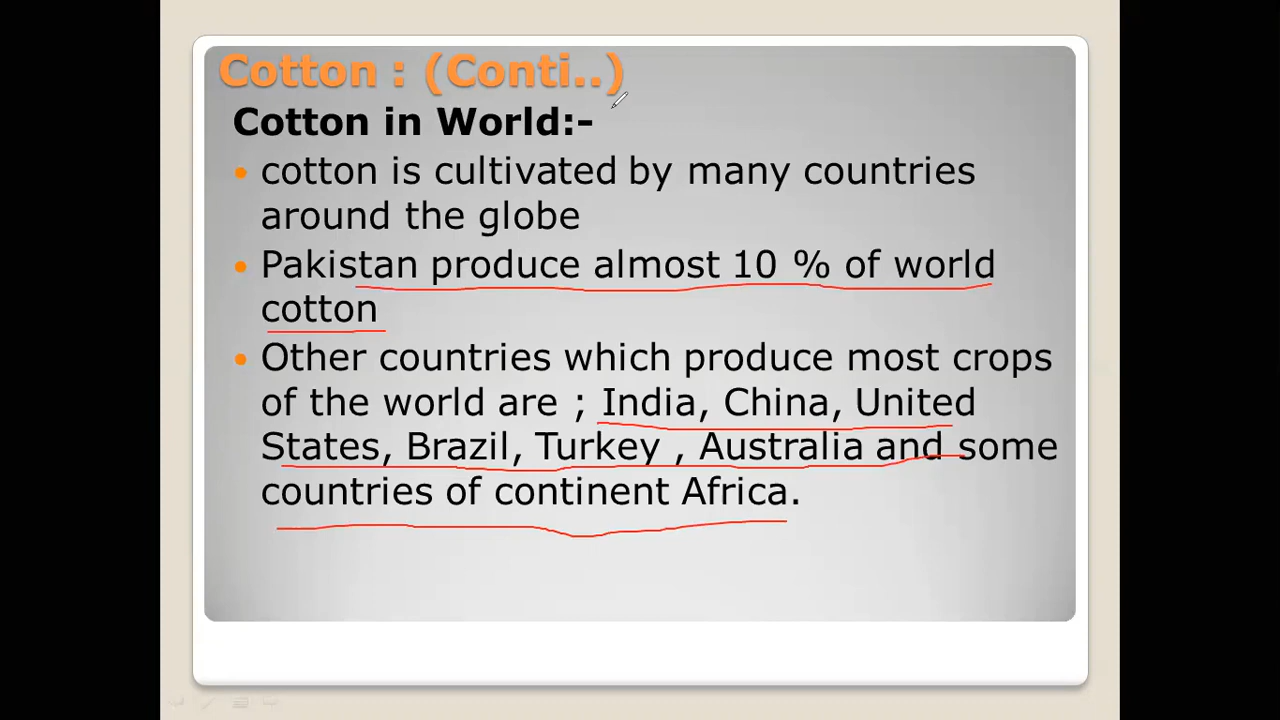 Cotton : (Conti..)
Cotton in World:-
cotton is cultivated by many countries
around the globe
Pakistan produce almost 10 % of world
cotton
Other countries which produce most crops
of the world are ; India, China, United
States, Brazil, Turkey , Australia and some
countries of continent Africa.